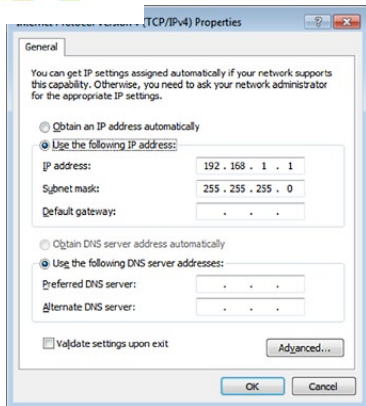 (TCP/IPv4) Properties
General
You can get IP settings assigned automatically if your network supports
this capability. Otherwise, you need to ask your network administrator
for the appropriate IP settings.
Obtain an IP address automatically
Use the following IP address:
IP address: 192 . 168 . 1 . 1
Subnet mask: 255 . 255 . 255 . 0
Default gateway: . . .
Obtain DNS server address automatically
Use the following DNS server addresses:
Preferred DNS server: . . .
Alternate DNS server: . . .
Validate settings upon exit
Advanced...
OK Cancel